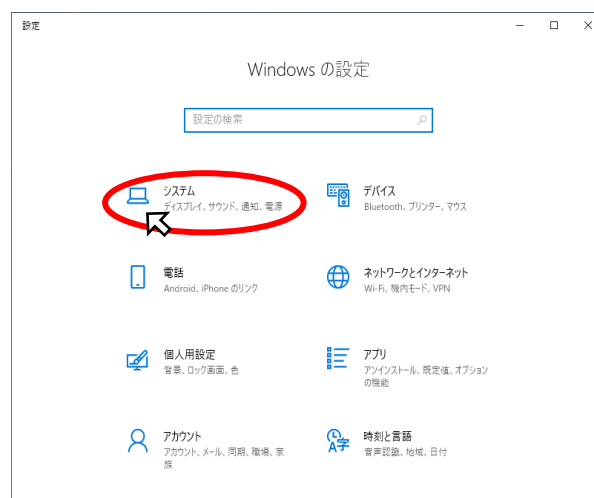 設定
Windows の設定
設定の検索
システム
ディスプレイ、サウンド、通知、電源
デバイス
Bluetooth、プリンター、マウス
電話
Android、iPhone のリンク
ネットワークとインターネット
Wi-Fi、機内モード、VPN
個人用設定
背景、ロック画面、色
アプリ
アンインストール、既定値、オプション
の機能
アカウント
アカウント、メール、同期、職場、家
族
時刻と言語
音声認識、地域、日付